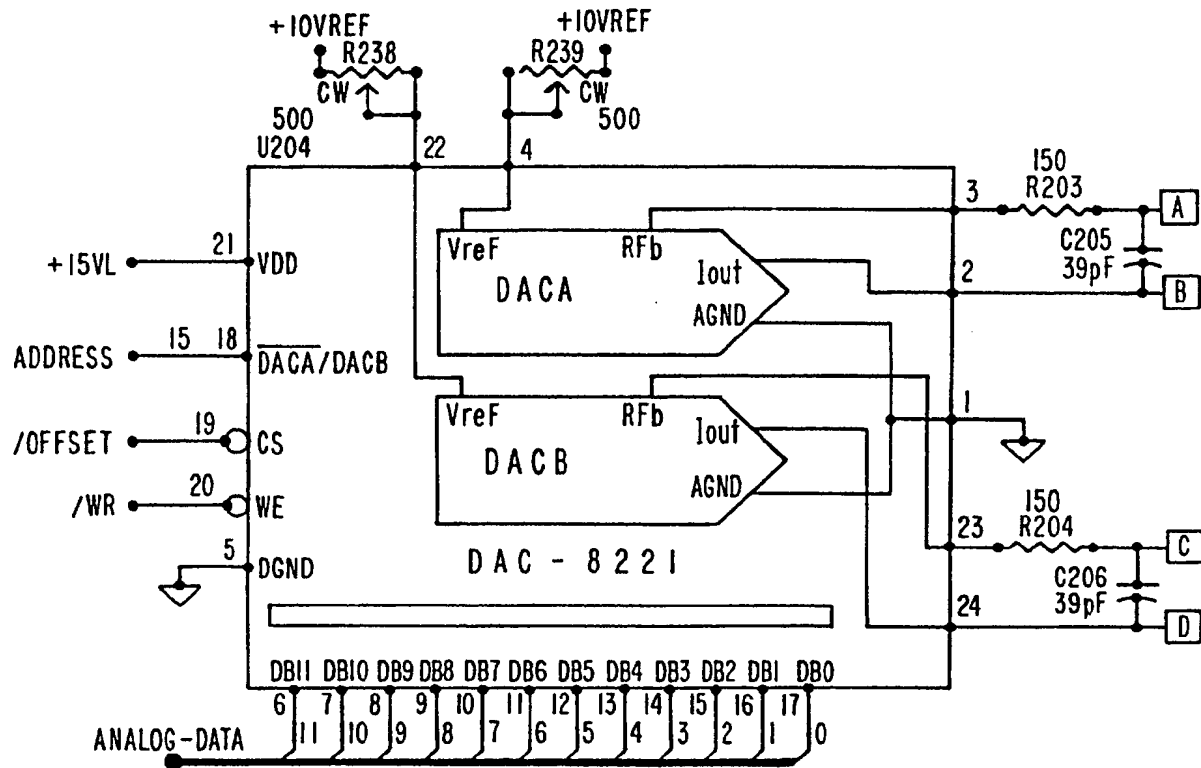 +10VREF
+10VREF
R238
R239
CW
CW
500
500
U204
22
4
150
3
R203
A
VreF
RFb
C205
39pF
21
+15VL
VDD
Iout
2
DACA
B
AGND
15
18
ADDRESS
DACA/DACB
1
VreF
RFb
19
/OFFSET
CS
Iout
DACB
20
AGND
/WR
WE
150
23
R204
5
C
DGND
DAC - 8221
C206
39pF
24
D
DB11 DB10 DB9 DB8 DB7 DB6 DB5 DB4 DB3 DB2 DB1 DB0
6 7 8 9 10 11 12 13 14 15 16 17
11 10 9 8 7 6 5 4 3 2 1 0
ANALOG-DATA